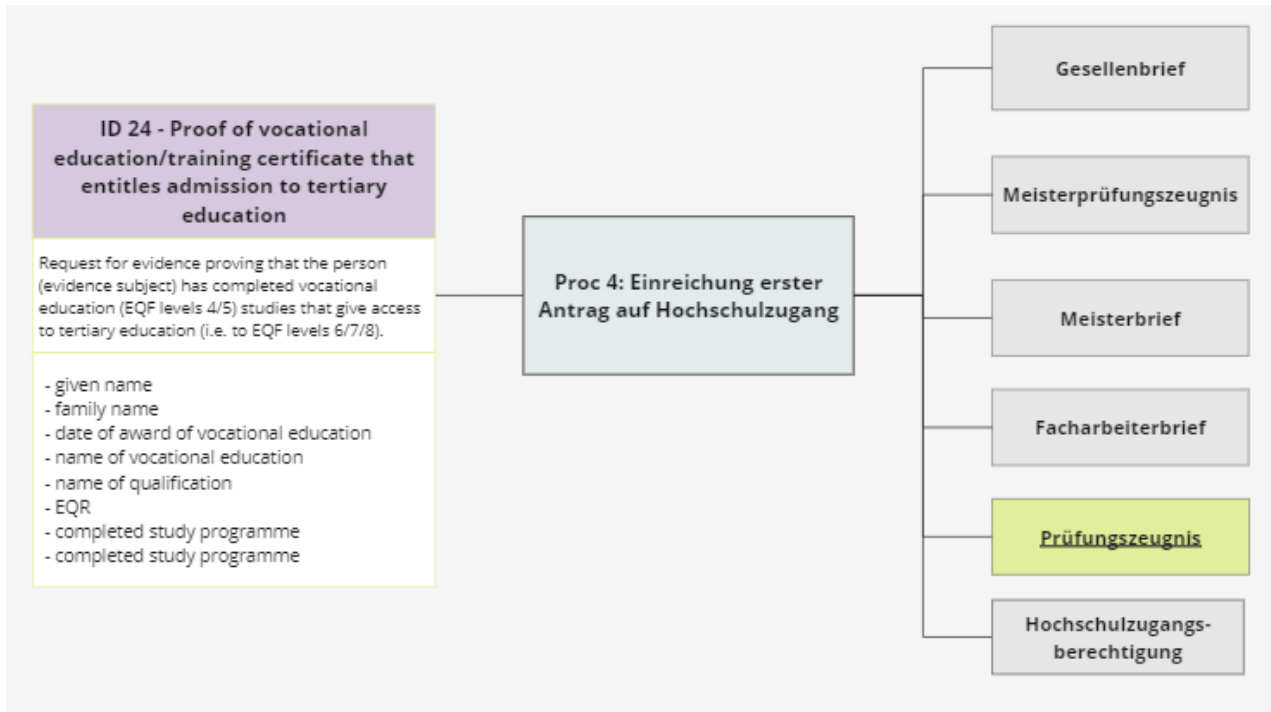 ID 24 - Proof of vocational
education/training certificate that
entitles admission to tertiary
education
Request for evidence proving that the person
(evidence subject) has completed vocational
education (EQF levels 4/5) studies that give access
to tertiary education (i.e. to EQF levels 6/7/8).
- given name
- family name
- date of award of vocational education
- name of vocational education
- name of qualification
- EQR
- completed study programme
- completed study programme
Proc 4: Einreichung erster
Antrag auf Hochschulzugang
Gesellenbrief
Meisterprüfungszeugnis
Meisterbrief
Facharbeiterbrief
Prüfungszeugnis
Hochschulzugangs-
berechtigung